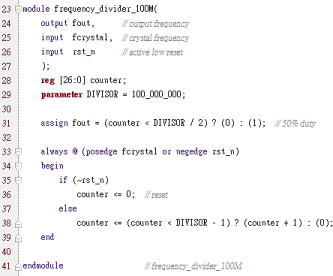 23 module frequency_divider_100M(
24 output fout, // output frequency
25 input fcrystal, // crystal frequency
26 input rst_n // active low reset
27 );
28 reg [26:0] counter;
29 parameter DIVISOR = 100_000_000;
30
31 assign fout = (counter < DIVISOR / 2) ? (0) : (1); // 50% duty
32
33 always @ (posedge fcrystal or negedge rst_n)
34 begin
35 if (~rst_n)
36 counter <= 0; // reset
37 else
38 counter <= (counter < DIVISOR - 1) ? (counter + 1) : (0);
39 end
40
41 endmodule // frequency_divider_100M